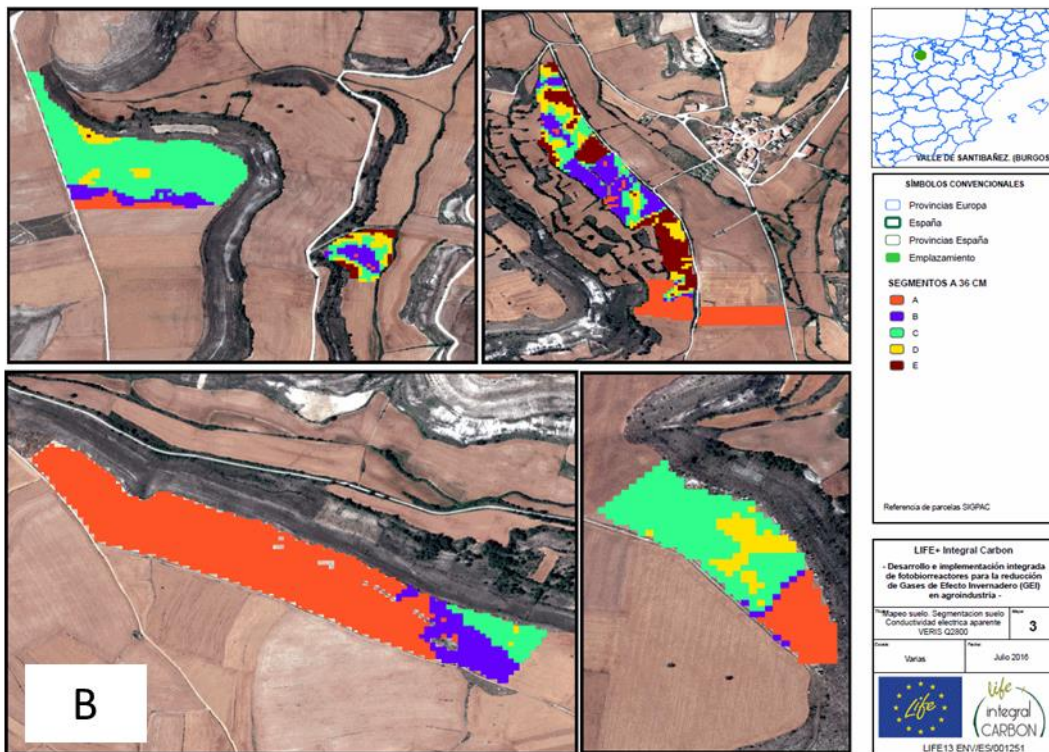 VALLE DE SANTIBAÑEZ. (BURGOS)
SÍMBOLOS CONVENCIONALES
Provincias Europa
España
Provincias España
Emplazamiento
SEGMENTOS A 36 CM
A
B
C
D
E
Referencia de parcelas SIGPAC
LIFE+ Integral Carbon
- Desarrollo e implementación integrada
de fotobiorreactores para la reducción
de Gases de Efecto Invernadero (GEI)
en agroindustria -
Mapeo suelo. Segmentacion suelo
Conductividad electrica aparente
VERIS Q2800
3
Varias
Julio 2016
Life
life
integral
CARBON
LIFE13 ENV/ES/001251
B